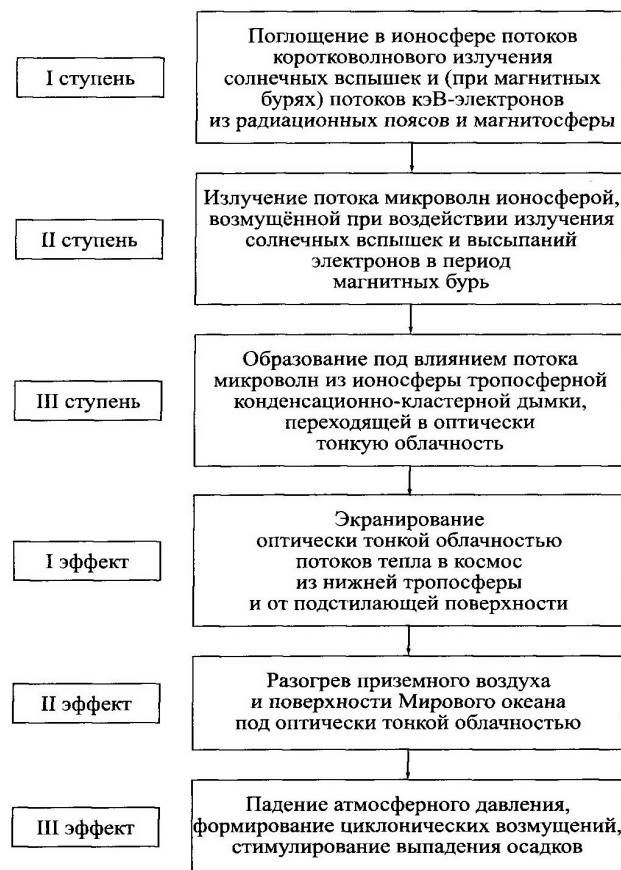 I ступень
Поглощение в ионосфере потоков
коротковолнового излучения
солнечных вспышек и (при магнитных
бурях) потоков кэВ-электронов
из радиационных поясов и магнитосферы
II ступень
Излучение потока микроволн ионосферой,
возмущённой при воздействии излучения
солнечных вспышек и высыпаний
электронов в период
магнитных бурь
III ступень
Образование под влиянием потока
микроволн из ионосферы тропосферной
конденсационно-кластерной дымки,
переходящей в оптически
тонкую облачность
I эффект
Экранирование
оптически тонкой облачностью
потоков тепла в космос
из нижней тропосферы
и от подстилающей поверхности
II эффект
Разогрев приземного воздуха
и поверхности Мирового океана
под оптически тонкой облачностью
III эффект
Падение атмосферного давления,
формирование циклонических возмущений,
стимулирование выпадения осадков